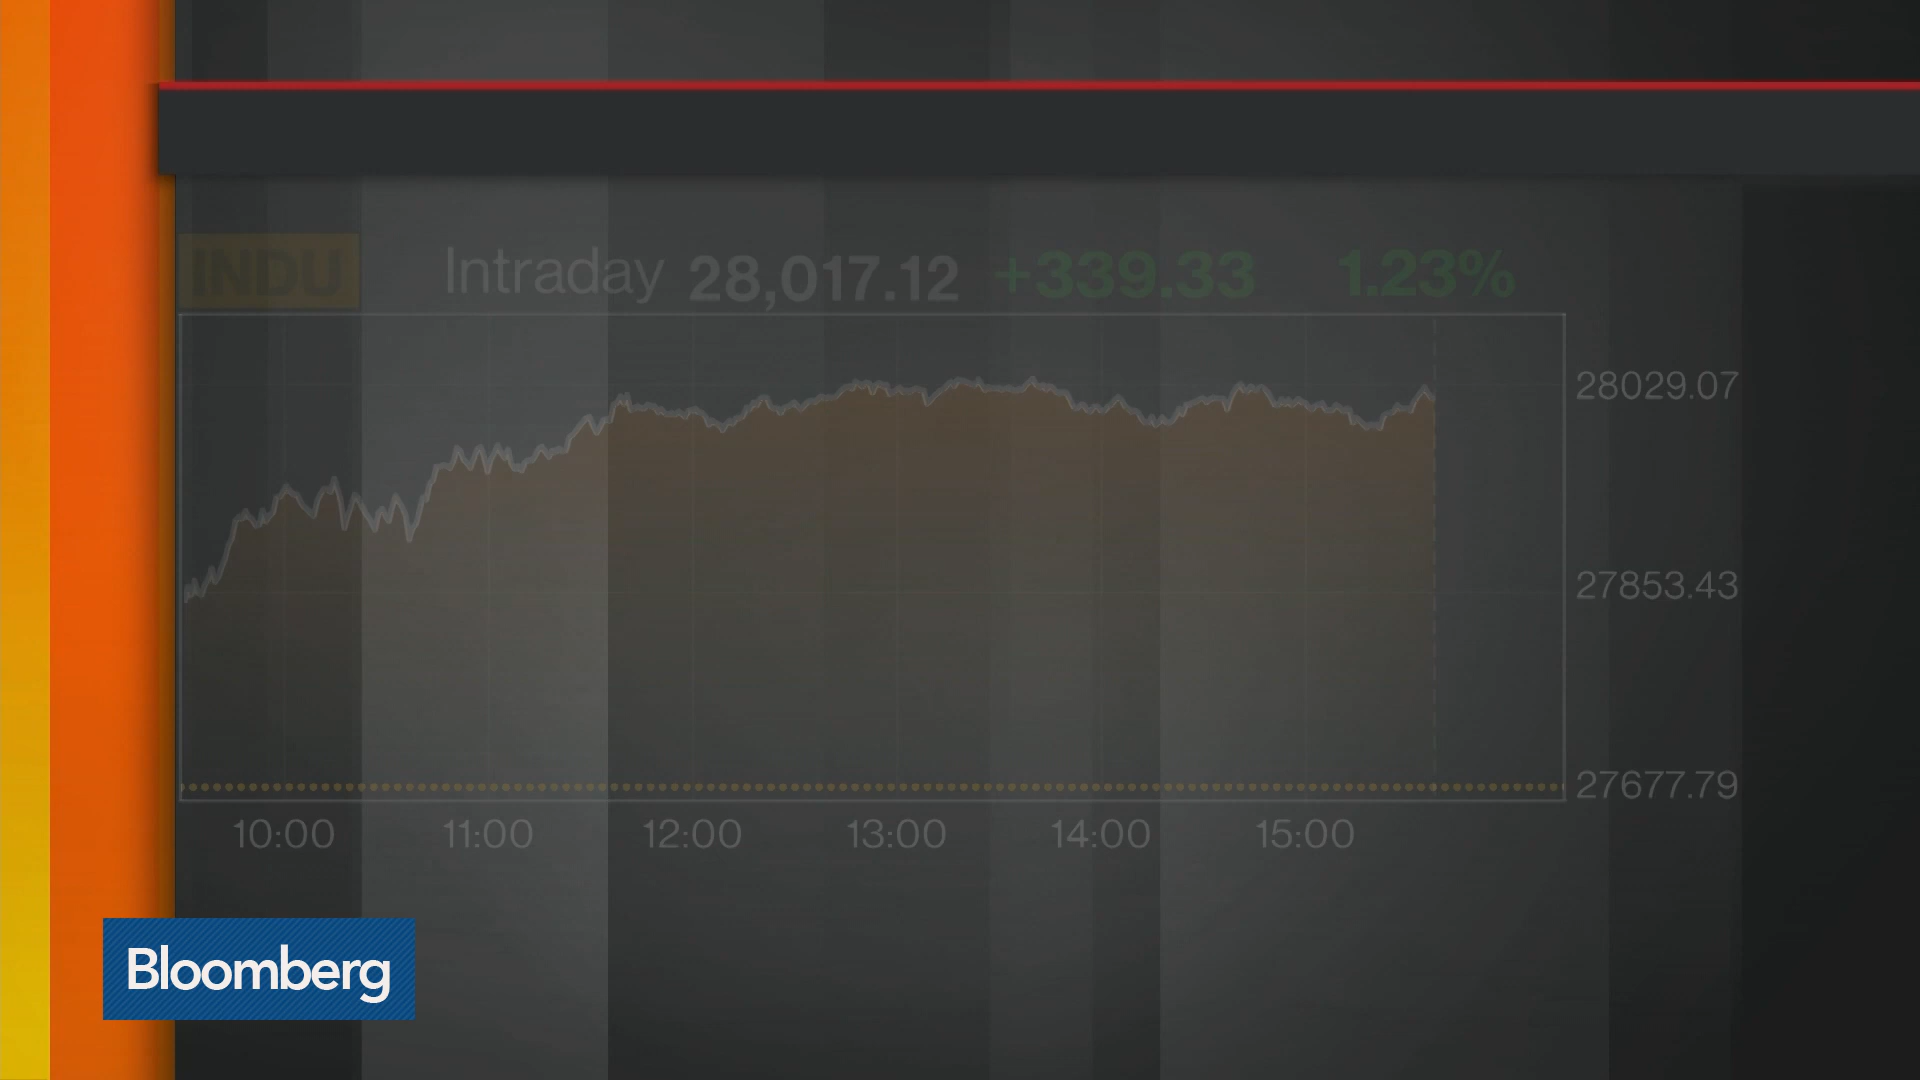 INDU Intraday 28,017.12 +339.33 1.23%
28029.07
27853.43
27677.79
10:00 11:00 12:00 13:00 14:00 15:00
Bloomberg